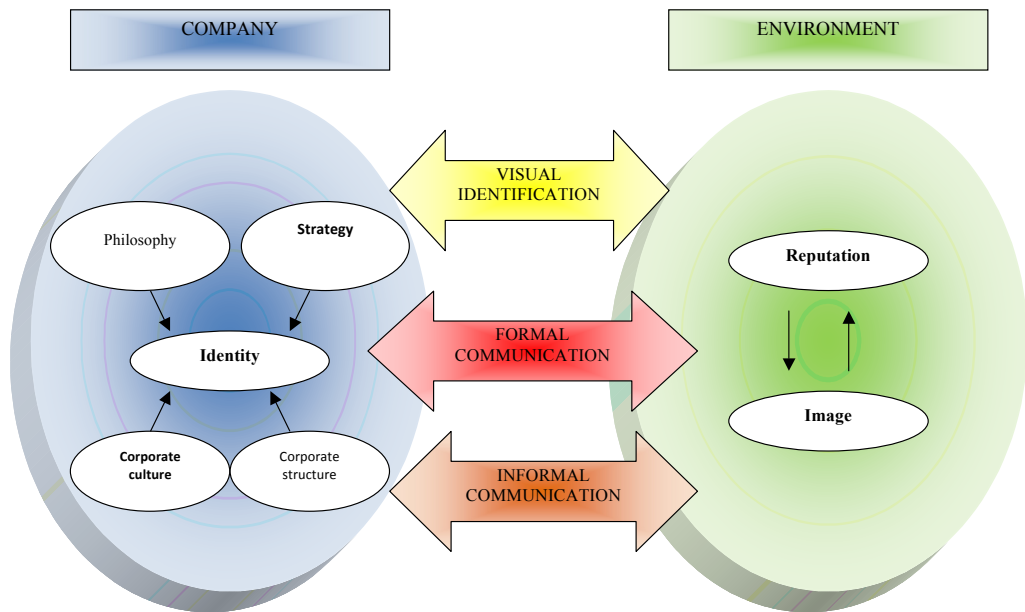 COMPANY
ENVIRONMENT
VISUAL
IDENTIFICATION
Philosophy
Strategy
Reputation
FORMAL
COMMUNICATION
Identity
Image
Corporate
culture
Corporate
structure
INFORMAL
COMMUNICATION